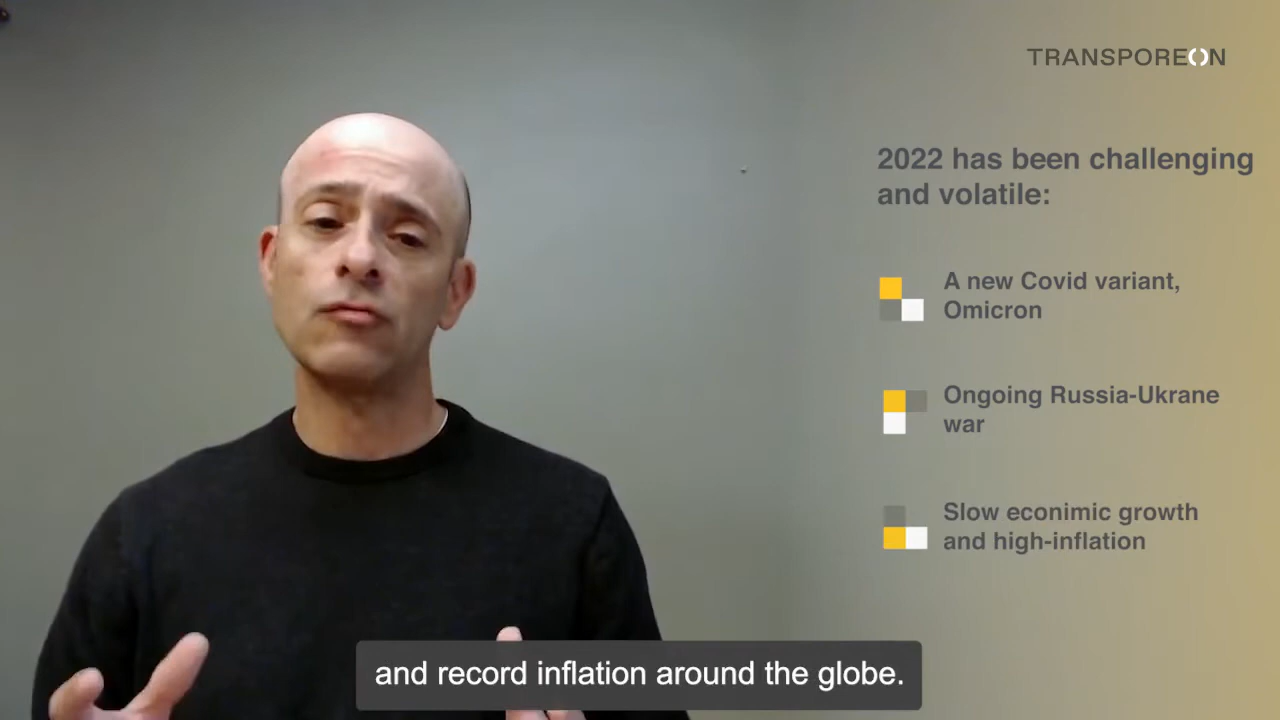 TRANSPOREON
2022 has been challenging
and volatile:
A new Covid variant,
Omicron
Ongoing Russia-Ukrane
war
Slow econimic growth
and high-inflation
and record inflation around the globe.